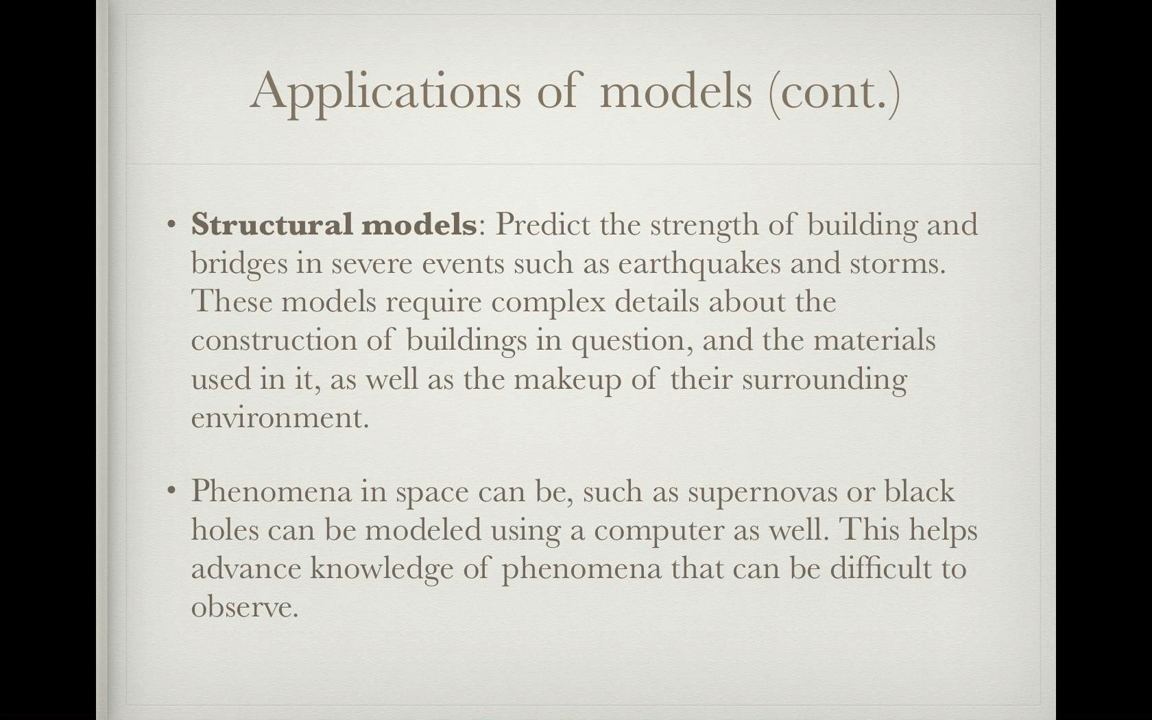 Applications of models (cont.)
• Structural models: Predict the strength of building and
bridges in severe events such as earthquakes and storms.
These models require complex details about the
construction of buildings in question, and the materials
used in it, as well as the makeup of their surrounding
environment.
• Phenomena in space can be, such as supernovas or black
holes can be modeled using a computer as well. This helps
advance knowledge of phenomena that can be difficult to
observe.